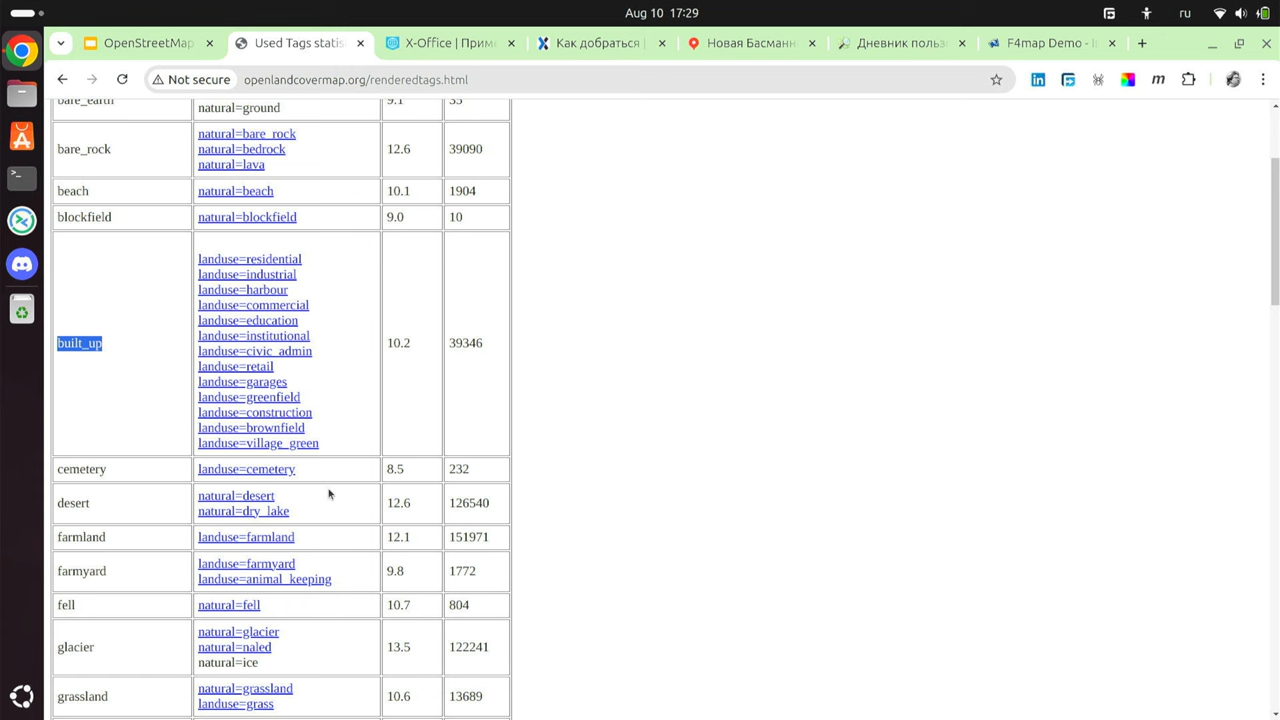 Aug 10 17:29
ru
OpenStreetMap
Used Tags statis
X-Office | Приме
Как добраться
Новая Басманн
Дневник польз
F4map Demo - I
Not secure
openlandcovermap.org/renderedtags.html
bare_earth
natural=ground
9.1
35
bare_rock
natural=bare_rock
natural=bedrock
natural=lava
12.6
39090
beach
natural=beach
10.1
1904
blockfield
natural=blockfield
9.0
10
built_up
landuse=residential
landuse=industrial
landuse=harbour
landuse=commercial
landuse=education
landuse=institutional
landuse=civic_admin
landuse=retail
landuse=garages
landuse=greenfield
landuse=construction
landuse=brownfield
landuse=village_green
10.2
39346
cemetery
landuse=cemetery
8.5
232
desert
natural=desert
natural=dry_lake
12.6
126540
farmland
landuse=farmland
12.1
151971
farmyard
landuse=farmyard
landuse=animal_keeping
9.8
1772
fell
natural=fell
10.7
804
glacier
natural=glacier
natural=naled
natural=ice
13.5
122241
grassland
natural=grassland
landuse=grass
10.6
13689